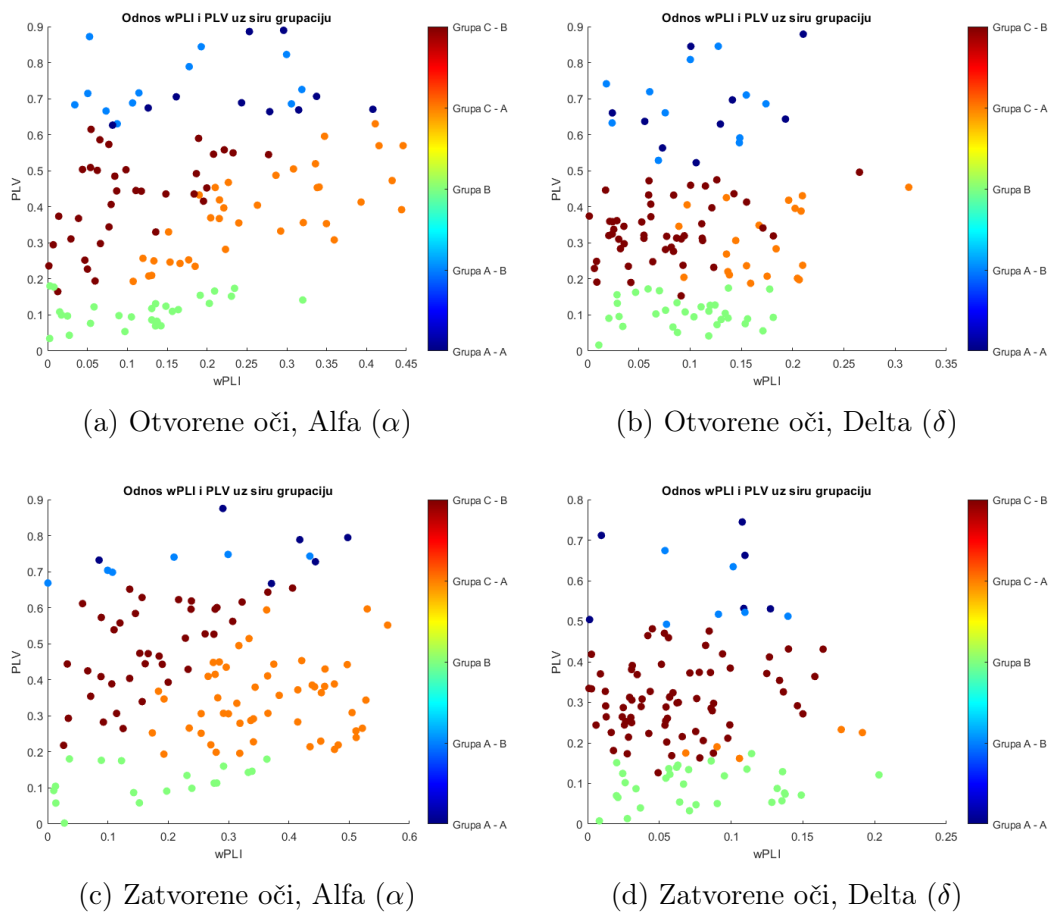 Odnos wPLI i PLV uz siru grupaciju
0.9
0.8
0.7
0.6
0.5
0.4
0.3
0.2
0.1
0
PLV
0 0.05 0.1 0.15 0.2 0.25 0.3 0.35 0.4 0.45
wPLI
Grupa C - B
Grupa C - A
Grupa B
Grupa A - B
Grupa A - A
(a) Otvorene oči, Alfa (α)
Odnos wPLI i PLV uz siru grupaciju
0.9
0.8
0.7
0.6
0.5
0.4
0.3
0.2
0.1
0
PLV
0 0.05 0.1 0.15 0.2 0.25 0.3 0.35
wPLI
Grupa C - B
Grupa C - A
Grupa B
Grupa A - B
Grupa A - A
(b) Otvorene oči, Delta (δ)
Odnos wPLI i PLV uz siru grupaciju
0.9
0.8
0.7
0.6
0.5
0.4
0.3
0.2
0.1
0
PLV
0 0.1 0.2 0.3 0.4 0.5 0.6
wPLI
Grupa C - B
Grupa C - A
Grupa B
Grupa A - B
Grupa A - A
(c) Zatvorene oči, Alfa (α)
Odnos wPLI i PLV uz siru grupaciju
0.8
0.7
0.6
0.5
0.4
0.3
0.2
0.1
0
PLV
0 0.05 0.1 0.15 0.2 0.25
wPLI
Grupa C - B
Grupa C - A
Grupa B
Grupa A - B
Grupa A - A
(d) Zatvorene oči, Delta (δ)